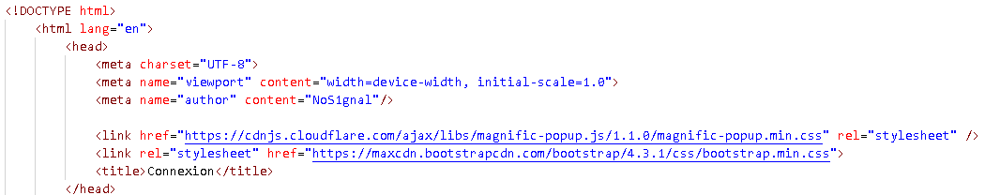 <!DOCTYPE html>
<html lang="en">
<head>
<meta charset="UTF-8">
<meta name="viewport" content="width=device-width, initial-scale=1.0">
<meta name="author" content="NoS1gnal"/>
<link href="https://cdnjs.cloudflare.com/ajax/libs/magnific-popup.js/1.1.0/magnific-popup.min.css" rel="stylesheet" />
<link rel="stylesheet" href="https://maxcdn.bootstrapcdn.com/bootstrap/4.3.1/css/bootstrap.min.css">
<title>Connexion</title>
</head>